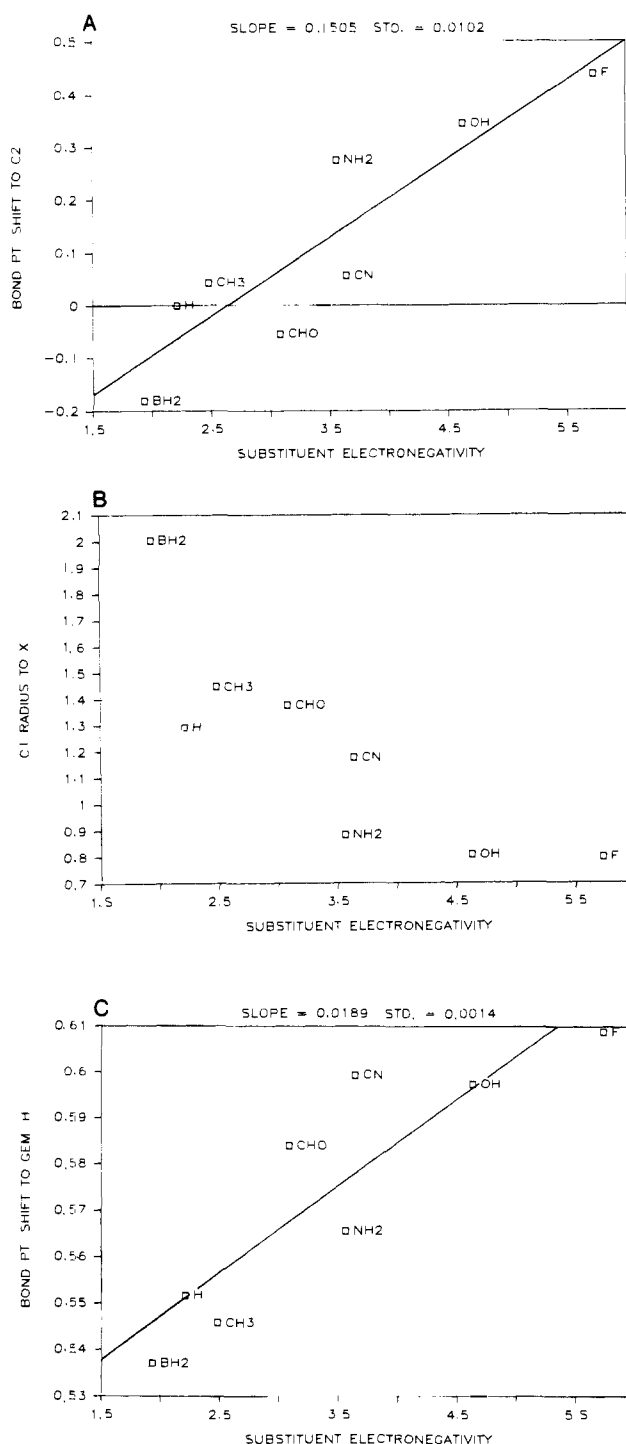 A
SLOPE = 0.1505 STD. = 0.0102
0.5
0.4
0.3
0.2
0.1
0
-0.1
-0.2
BOND PT SHIFT TO C2
F
OH
NH2
CN
CH3
H
CHO
BH2
1.5 2.5 3.5 4.5 5.5
SUBSTITUENT ELECTRONEGATIVITY
B
2.1
2
1.9
1.8
1.7
1.6
1.5
1.4
1.3
1.2
1.1
1
0.9
0.8
0.7
C1 RADIUS TO X
BH2
CH3
CHO
H
CN
NH2
OH
F
1.5 2.5 3.5 4.5 5.5
SUBSTITUENT ELECTRONEGATIVITY
C
SLOPE = 0.0189 STD. = 0.0014
0.61
0.6
0.59
0.58
0.57
0.56
0.55
0.54
0.53
BOND PT SHIFT TO GEM H
F
CN
OH
CHO
NH2
H
CH3
BH2
1.5 2.5 3.5 4.5 5.5
SUBSTITUENT ELECTRONEGATIVITY